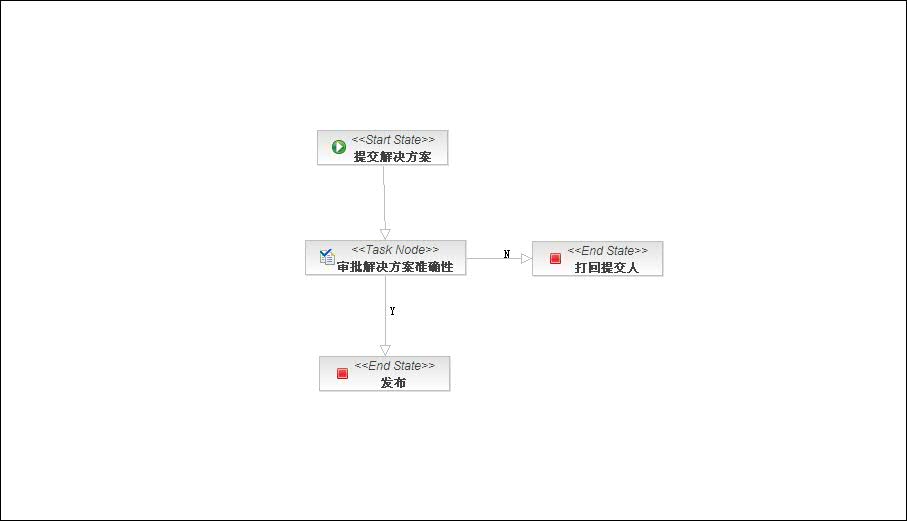 <<Start State>>
提交解决方案
<<Task Node>>
审批解决方案准确性
N
<<End State>>
打回提交人
Y
<<End State>>
发布